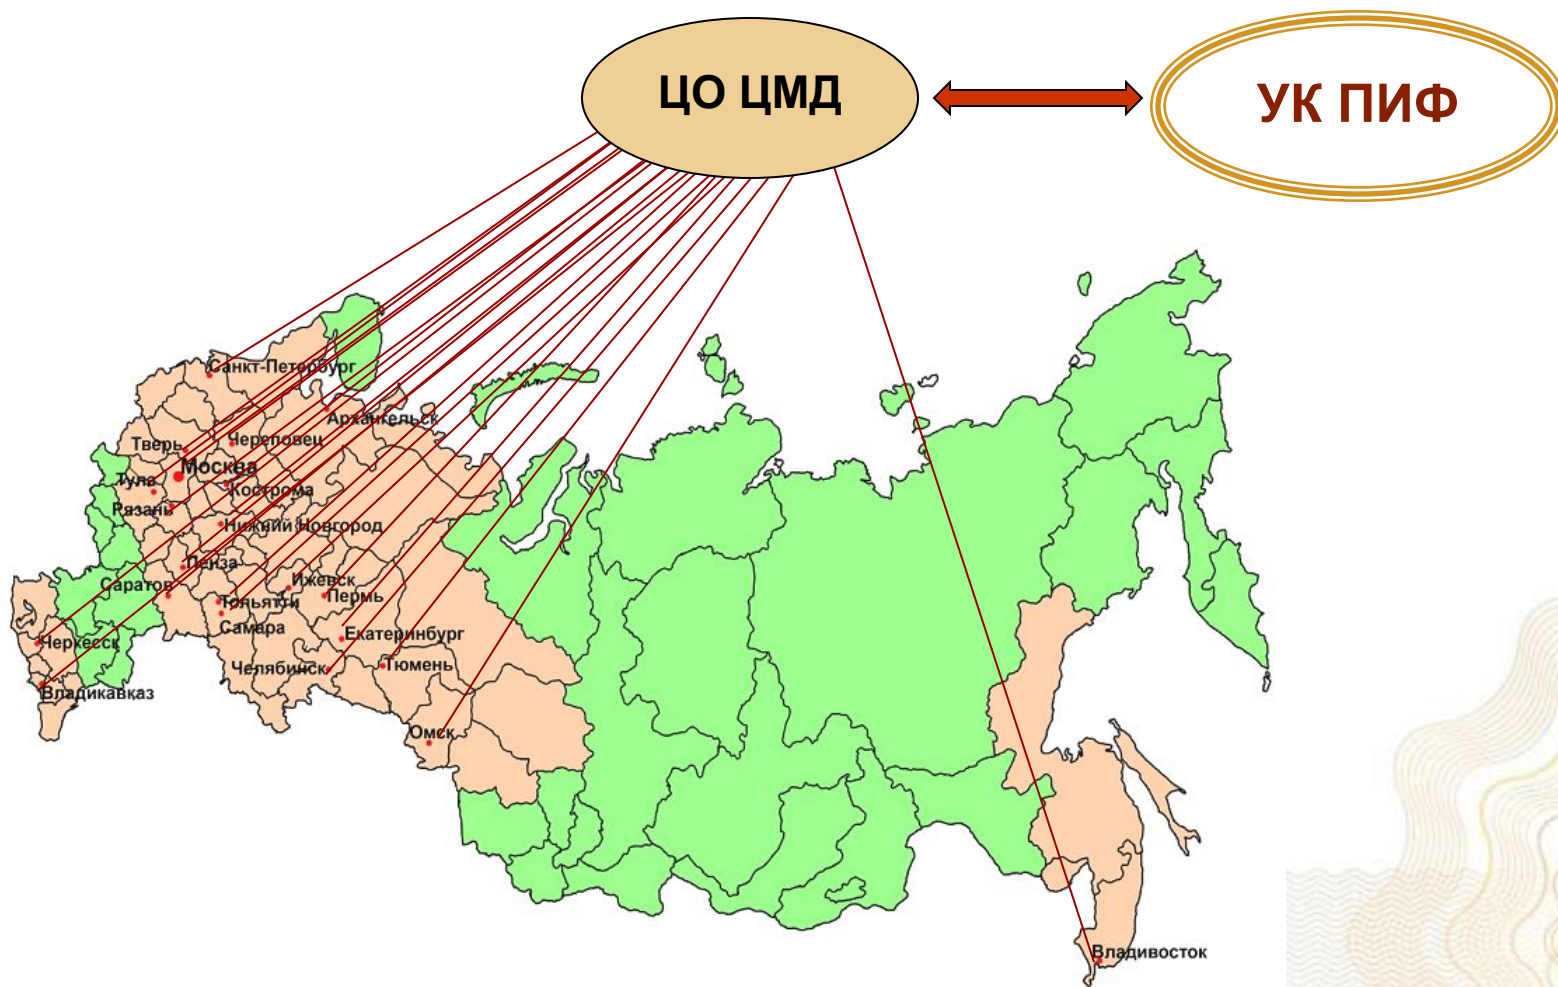 ЦО ЦМД
УК ПИФ
Санкт-Петербург
Архангельск
Тверь
Череповец
Москва
Тула
Кострома
Рязань
Нижний Новгород
Пенза
Саратов
Ижевск
Пермь
Тольятти
Самара
Екатеринбург
Черкесск
Челябинск
Тюмень
Владикавказ
Омск
Владивосток